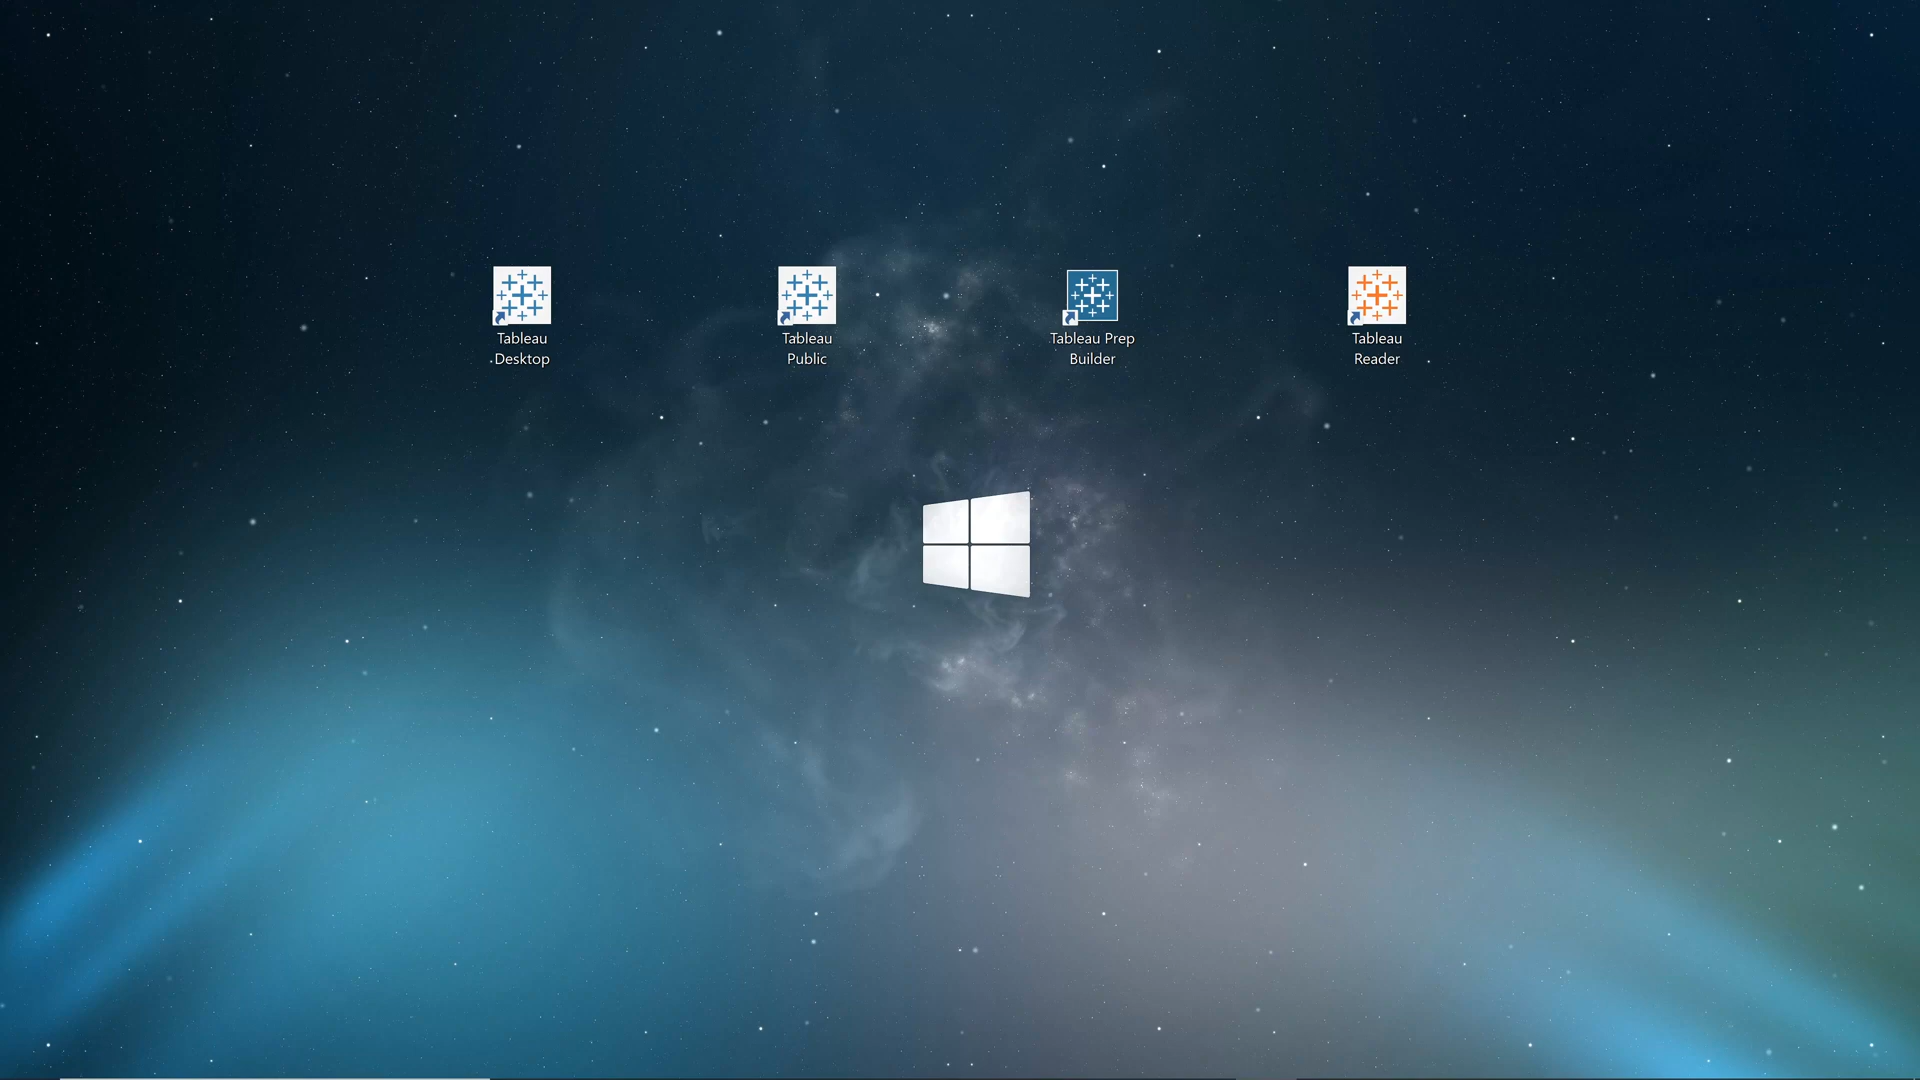 Tableau
Desktop
Tableau
Public
Tableau Prep
Builder
Tableau
Reader